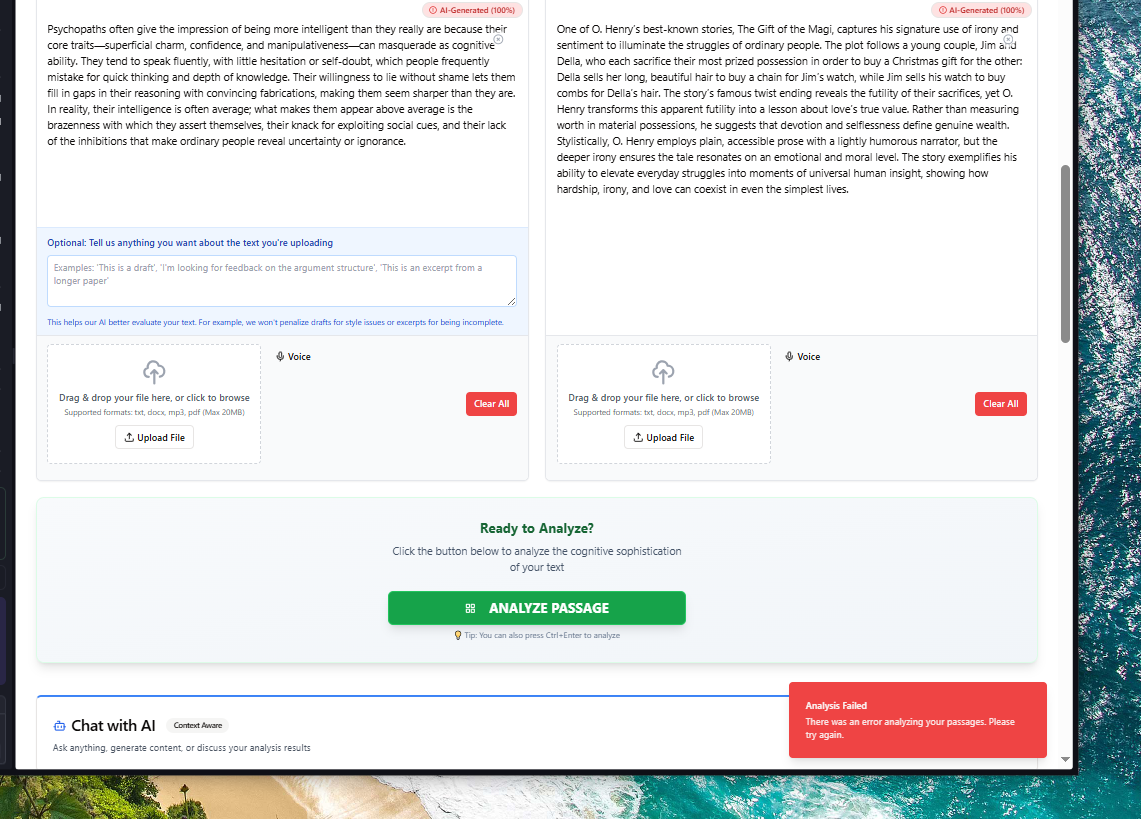 AI-Generated (100%)
Psychopaths often give the impression of being more intelligent than they really are because their
core traits—superficial charm, confidence, and manipulativeness—can masquerade as cognitive
ability. They tend to speak fluently, with little hesitation or self-doubt, which people frequently
mistake for quick thinking and depth of knowledge. Their willingness to lie without shame lets them
fill in gaps in their reasoning with convincing fabrications, making them seem sharper than they are.
In reality, their intelligence is often average; what makes them appear above average is the
brazenness with which they assert themselves, their knack for exploiting social cues, and their lack
of the inhibitions that make ordinary people reveal uncertainty or ignorance.
Optional: Tell us anything you want about the text you're uploading
Examples: 'This is a draft', 'I'm looking for feedback on the argument structure', 'This is an excerpt from a
longer paper'
This helps our AI better evaluate your text. For example, we won't penalize drafts for style issues or excerpts for being incomplete.
Voice
Drag & drop your file here, or click to browse
Supported formats: txt, docx, mp3, pdf (Max 20MB)
Upload File
Clear All
AI-Generated (100%)
One of O. Henry's best-known stories, The Gift of the Magi, captures his signature use of irony and
sentiment to illuminate the struggles of ordinary people. The plot follows a young couple, Jim and
Della, who each sacrifice their most prized possession in order to buy a Christmas gift for the other:
Della sells her long, beautiful hair to buy a chain for Jim's watch, while Jim sells his watch to buy
combs for Della's hair. The story's famous twist ending reveals the futility of their sacrifices, yet O.
Henry transforms this apparent futility into a lesson about love's true value. Rather than measuring
worth in material possessions, he suggests that devotion and selflessness define genuine wealth.
Stylistically, O. Henry employs plain, accessible prose with a lightly humorous narrator, but the
deeper irony ensures the tale resonates on an emotional and moral level. The story exemplifies his
ability to elevate everyday struggles into moments of universal human insight, showing how
hardship, irony, and love can coexist in even the simplest lives.
Voice
Drag & drop your file here, or click to browse
Supported formats: txt, docx, mp3, pdf (Max 20MB)
Upload File
Clear All
Ready to Analyze?
Click the button below to analyze the cognitive sophistication
of your text
ANALYZE PASSAGE
Tip: You can also press Ctrl+Enter to analyze
Chat with AI
Context Aware
Ask anything, generate content, or discuss your analysis results
Analysis Failed
There was an error analyzing your passages. Please
try again.